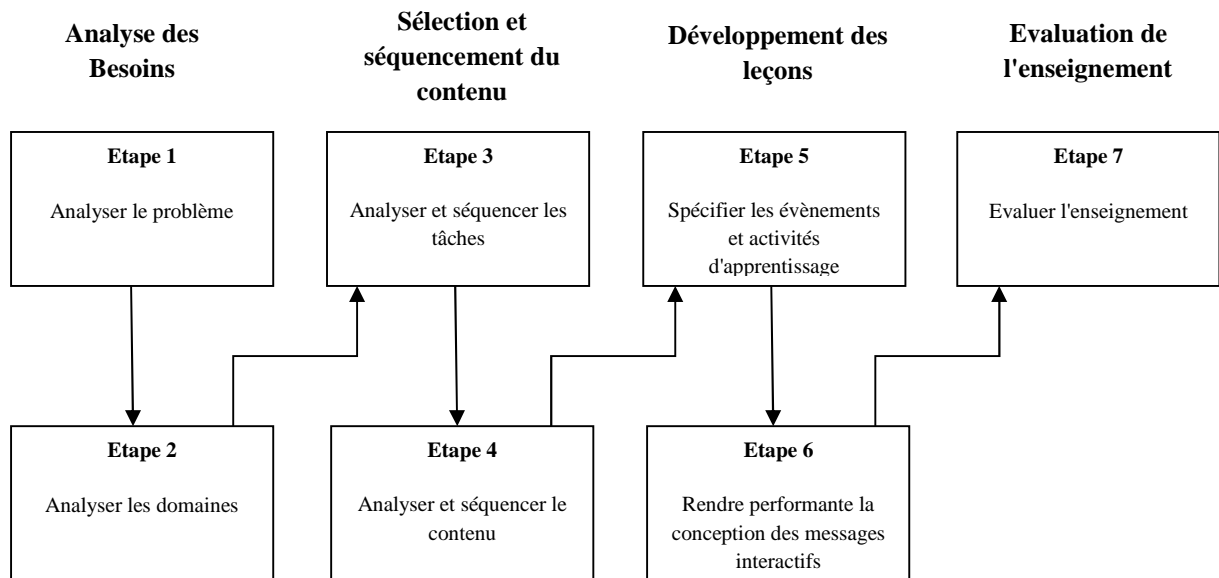 Analyse des
Besoins
Sélection et
séquencement du
contenu
Développement des
leçons
Evaluation de
l'enseignement
Etape 1
Analyser le problème
Etape 3
Analyser et séquencer les
tâches
Etape 5
Spécifier les évènements
et activités
d'apprentissage
Etape 7
Evaluer l'enseignement
Etape 2
Analyser les domaines
Etape 4
Analyser et séquencer le
contenu
Etape 6
Rendre performante la
conception des messages
interactifs